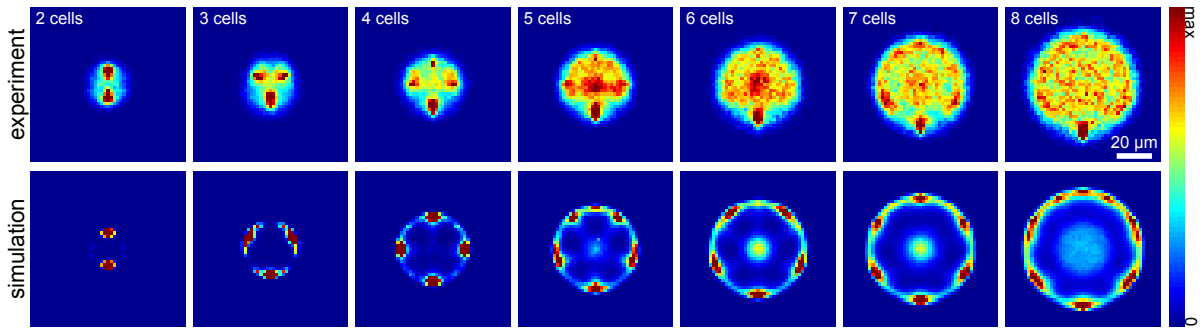 2 cells
3 cells
4 cells
5 cells
6 cells
7 cells
8 cells
experiment
20 µm
simulation
max
0